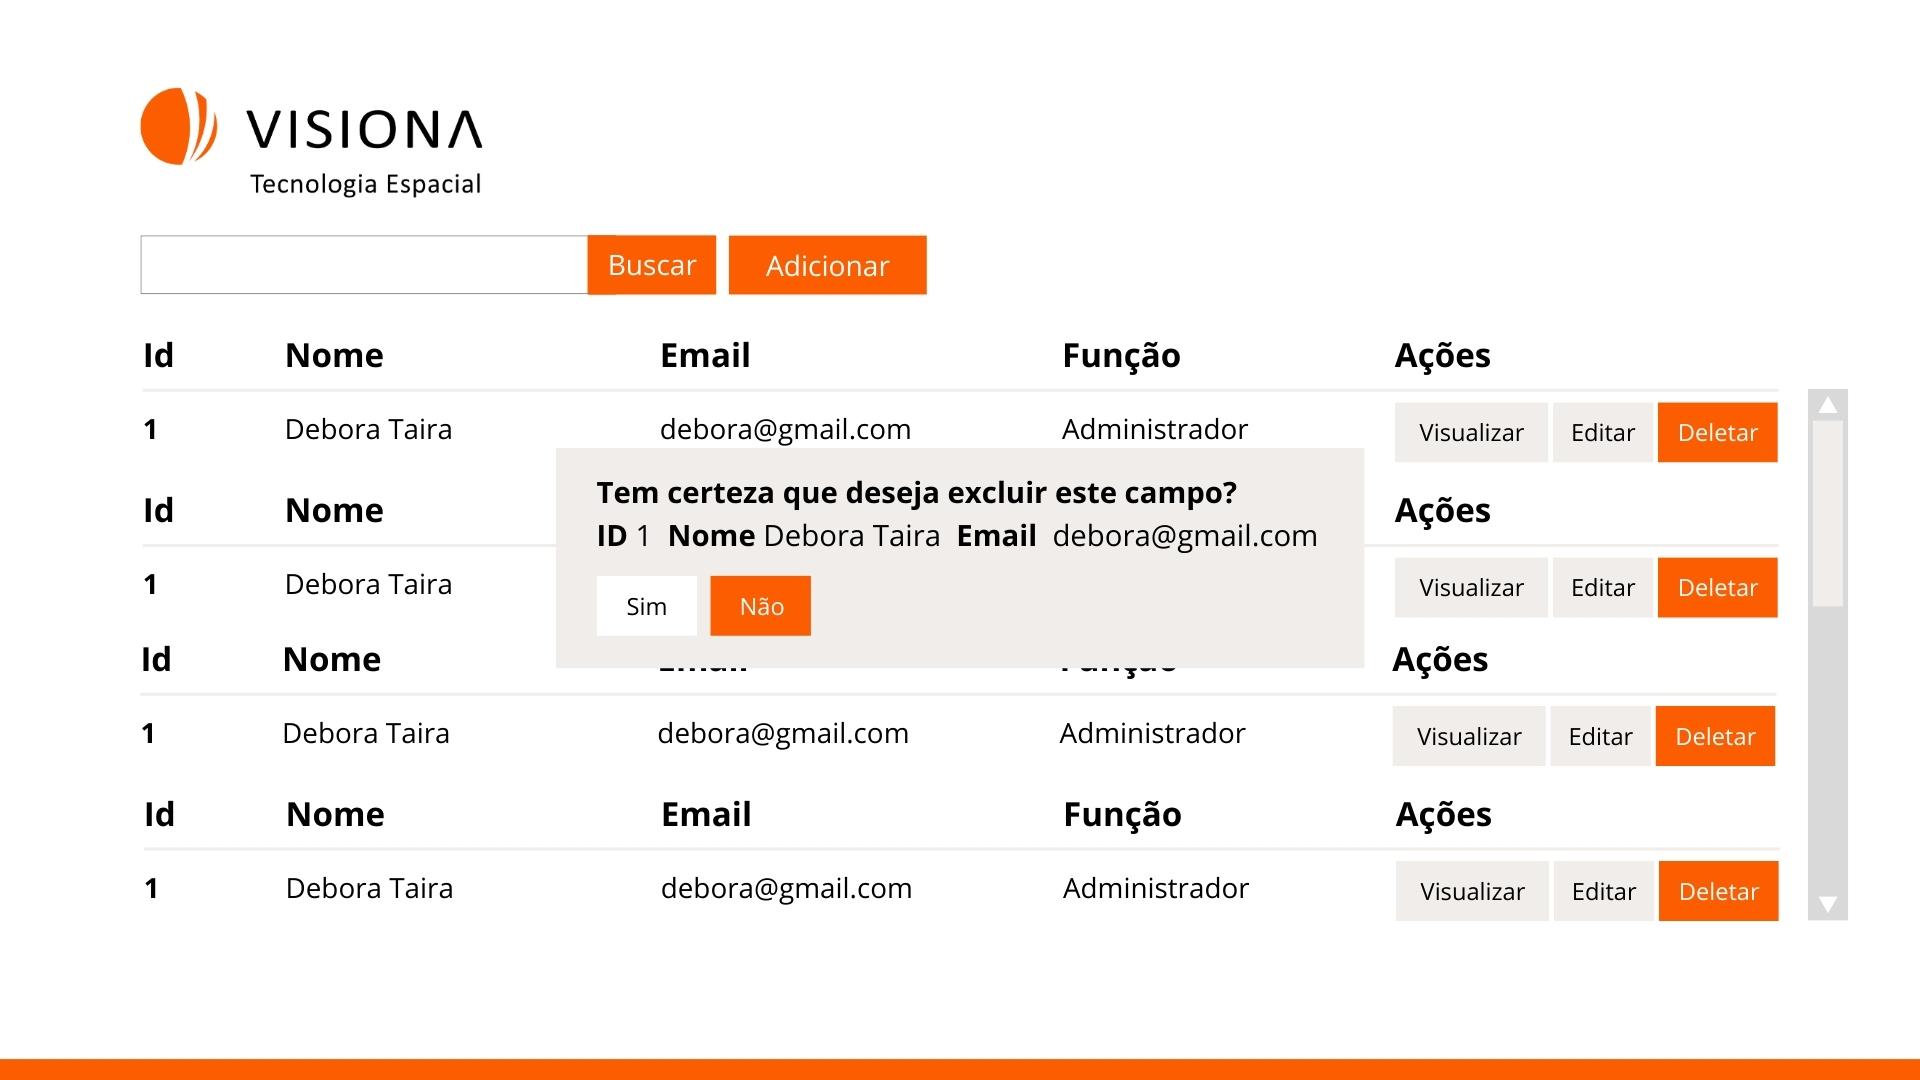 VISIONA
Tecnologia Espacial
Buscar Adicionar
Id Nome Email Função Ações
1 Debora Taira debora@gmail.com Administrador Visualizar Editar Deletar
Tem certeza que deseja excluir este campo?
ID 1 Nome Debora Taira Email debora@gmail.com
Sim Não
Id Nome Ações
1 Debora Taira Visualizar Editar Deletar
Id Nome Email Função Ações
1 Debora Taira debora@gmail.com Administrador Visualizar Editar Deletar
Id Nome Email Função Ações
1 Debora Taira debora@gmail.com Administrador Visualizar Editar Deletar